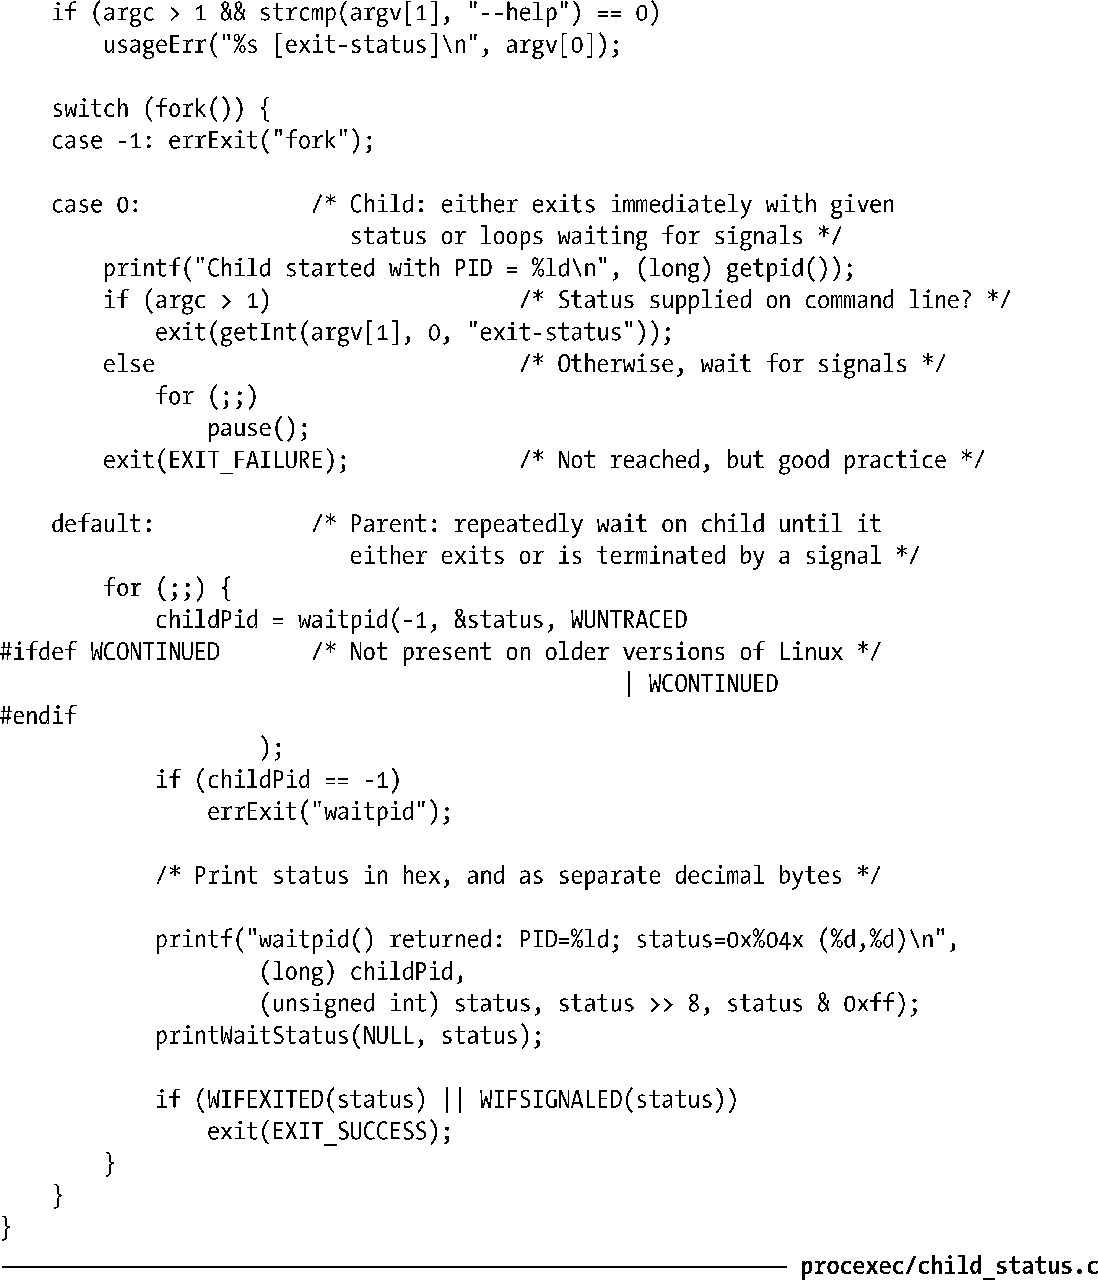 if (argc > 1 && strcmp(argv[1], "--help") == 0)
        usageErr("%s [exit-status]\n", argv[0]);

    switch (fork()) {
    case -1: errExit("fork");

    case 0:             /* Child: either exits immediately with given
                           status or loops waiting for signals */
        printf("Child started with PID = %ld\n", (long) getpid());
        if (argc > 1)                   /* Status supplied on command line? */
            exit(getInt(argv[1], 0, "exit-status"));
        else                            /* Otherwise, wait for signals */
            for (;;)
                pause();
        exit(EXIT_FAILURE);             /* Not reached, but good practice */

    default:            /* Parent: repeatedly wait on child until it
                           either exits or is terminated by a signal */
        for (;;) {
            childPid = waitpid(-1, &status, WUNTRACED
#ifdef WCONTINUED       /* Not present on older versions of Linux */
                                                | WCONTINUED
#endif
                    );
            if (childPid == -1)
                errExit("waitpid");

            /* Print status in hex, and as separate decimal bytes */

            printf("waitpid() returned: PID=%ld; status=0x%04x (%d,%d)\n",
                    (long) childPid,
                    (unsigned int) status, status >> 8, status & 0xff);
            printWaitStatus(NULL, status);

            if (WIFEXITED(status) || WIFSIGNALED(status))
                exit(EXIT_SUCCESS);
        }
    }
}
procexec/child_status.c